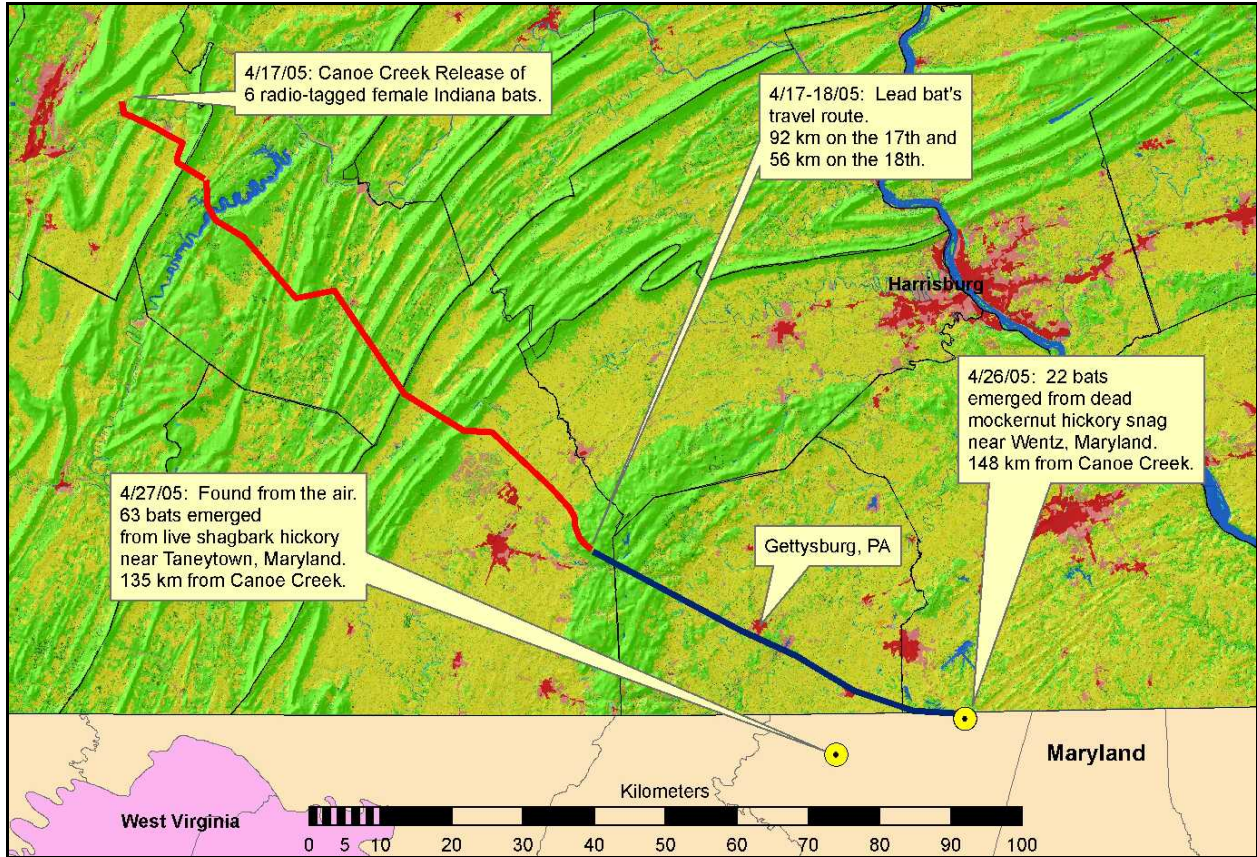 4/17/05: Canoe Creek Release of
6 radio-tagged female Indiana bats.
4/17-18/05: Lead bat's
travel route.
92 km on the 17th and
56 km on the 18th.
Harrisburg
4/26/05: 22 bats
emerged from dead
mockernut hickory snag
near Wentz, Maryland.
148 km from Canoe Creek.
4/27/05: Found from the air.
63 bats emerged
from live shagbark hickory
near Taneytown, Maryland.
135 km from Canoe Creek.
Gettysburg, PA
Maryland
West Virginia
Kilometers
0 5 10 20 30 40 50 60 70 80 90 100